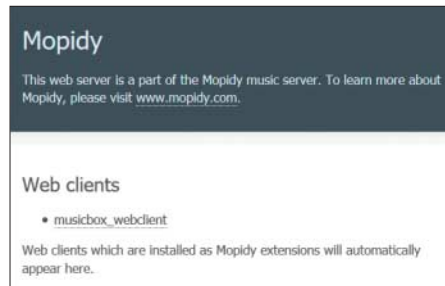 Mopidy
This web server is a part of the Mopidy music server. To learn more about
Mopidy, please visit www.mopidy.com.
Web clients
• musicbox_webclient
Web clients which are installed as Mopidy extensions will automatically
appear here.